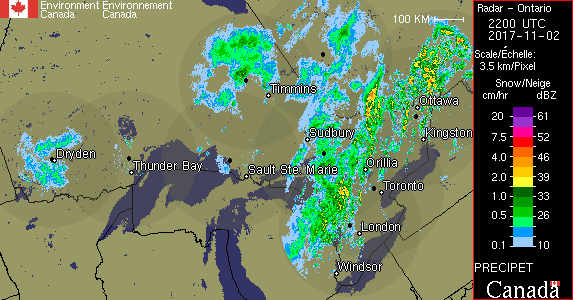 Environment Environnement
Canada Canada
100 KM
Timmins
Ottawa
Sudbury
Kingston
Dryden
Thunder Bay
Sault Ste. Marie
Orillia
Toronto
London
Windsor
Radar - Ontario
2200 UTC
2017-11-02
Scale/Échelle:
3.5 km/Pixel
Snow/Neige
cm/hr dBZ
20 61
7.5 52
4.0 46
2.0 39
1.0 33
0.5 26
0.1 10
PRECIPET
Canada